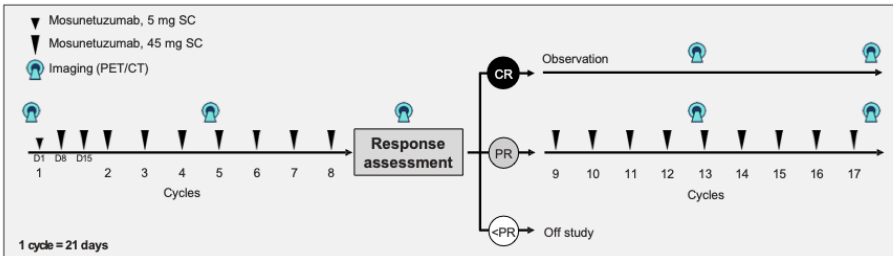 Mosunetuzumab, 5 mg SC
Mosunetuzumab, 45 mg SC
Imaging (PET/CT)
D1 D8 D15
1 2 3 4 5 6 7 8
Cycles
Response
assessment
CR
Observation
PR
9 10 11 12 13 14 15 16 17
Cycles
<PR
Off study
1 cycle = 21 days